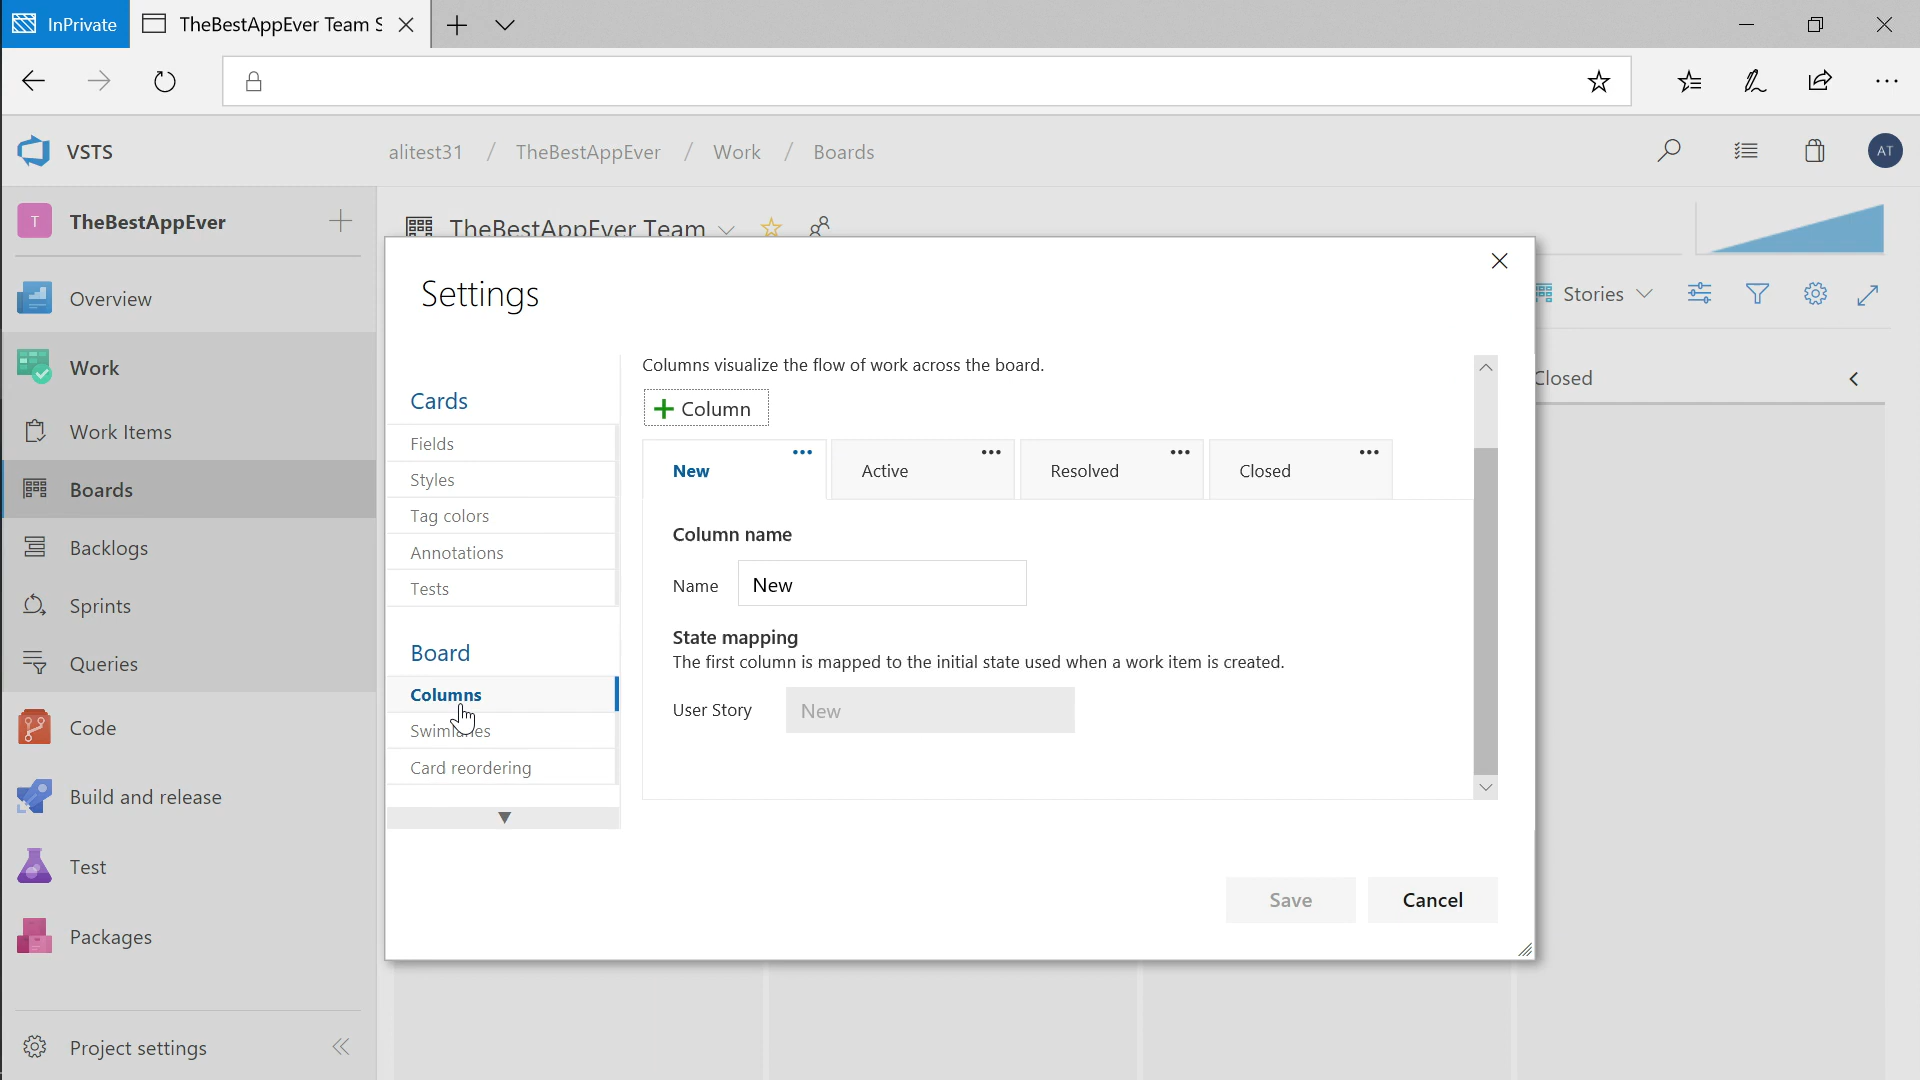 InPrivate
TheBestAppEver Team S
VSTS
alitest31 / TheBestAppEver / Work / Boards
AT
T
TheBestAppEver
TheBestAppEver Team
Overview
Work
Work Items
Boards
Backlogs
Sprints
Queries
Code
Build and release
Test
Packages
Project settings
Stories
Closed
Settings
Cards
Fields
Styles
Tag colors
Annotations
Tests
Board
Columns
Swimlanes
Card reordering
Columns visualize the flow of work across the board.
Column
New
Active
Resolved
Closed
Column name
Name
New
State mapping
The first column is mapped to the initial state used when a work item is created.
User Story
New
Save
Cancel